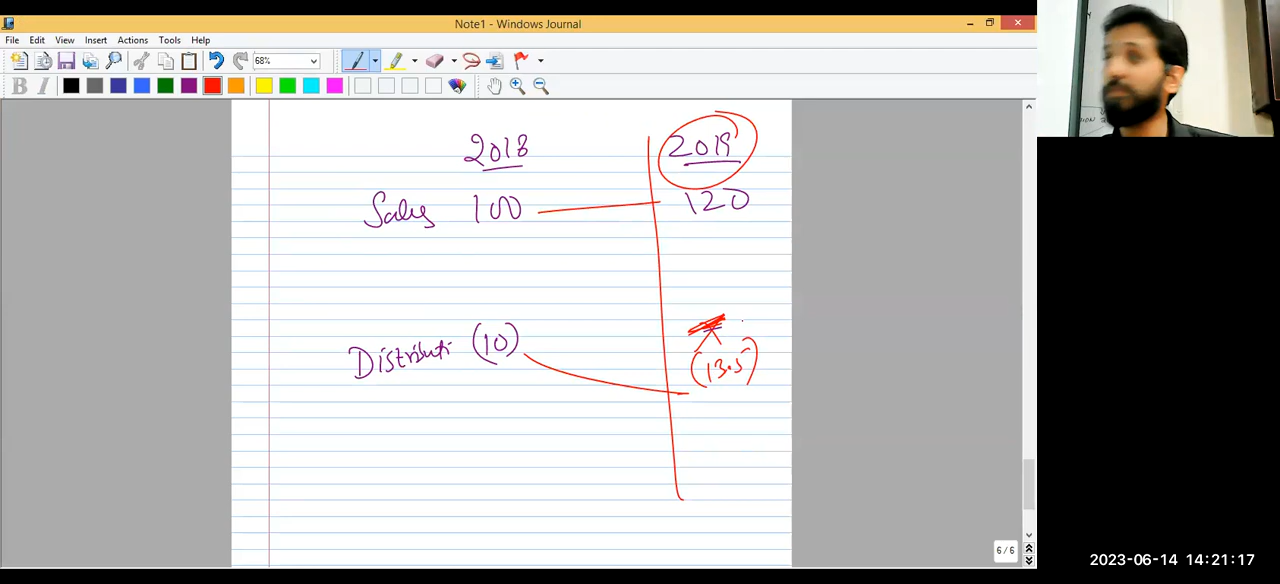 Note1 - Windows Journal
File Edit View Insert Actions Tools Help
68%
B I
2018 2019
Sales 100 120
Distributi (10) (13.5)
6 / 6
2023-06-14 14:21:17